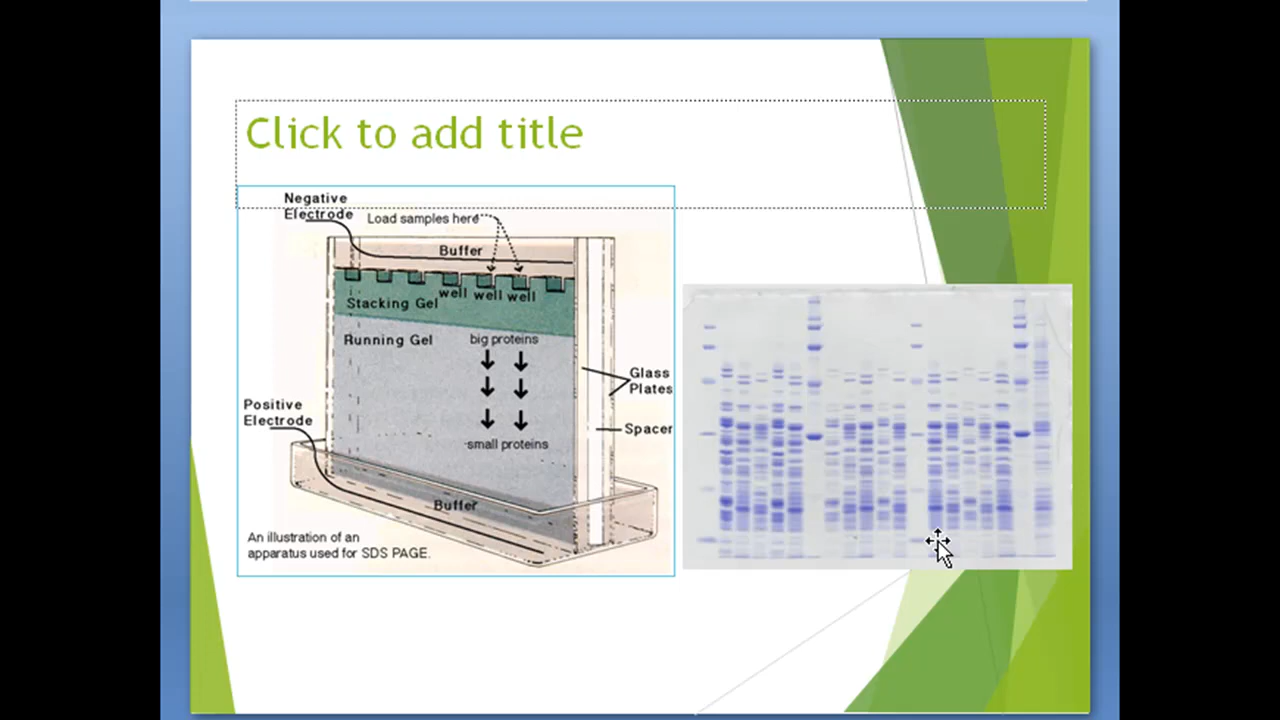 Click to add title
Negative
Electrode
Load samples here
Buffer
well well well
Stacking Gel
Running Gel
big proteins
Glass
Plates
Positive
Electrode
Spacer
small proteins
Buffer
An illustration of an
apparatus used for SDS PAGE.